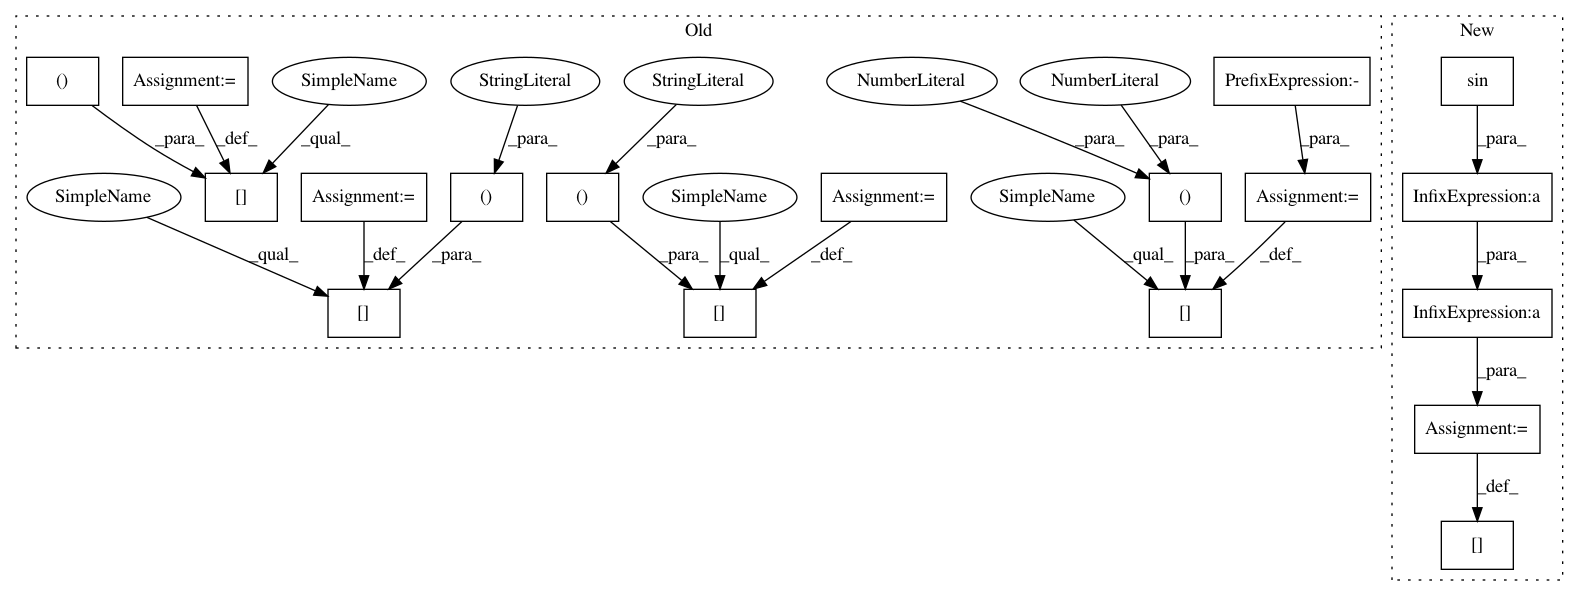 Old
New
()
Assignment:=
SimpleName
StringLiteral
StringLiteral
NumberLiteral
NumberLiteral
PrefixExpression:-
sin
_para_
_def_
_qual_
_para_
_para_
_para_
_para_
_para_
_para_
SimpleName
[]
Assignment:=
()
()
SimpleName
Assignment:=
SimpleName
()
Assignment:=
InfixExpression:a
_qual_
_def_
_para_
_para_
_qual_
_def_
_qual_
_para_
_def_
_para_
[]
[]
[]
InfixExpression:a
_para_
Assignment:=
_def_
[]